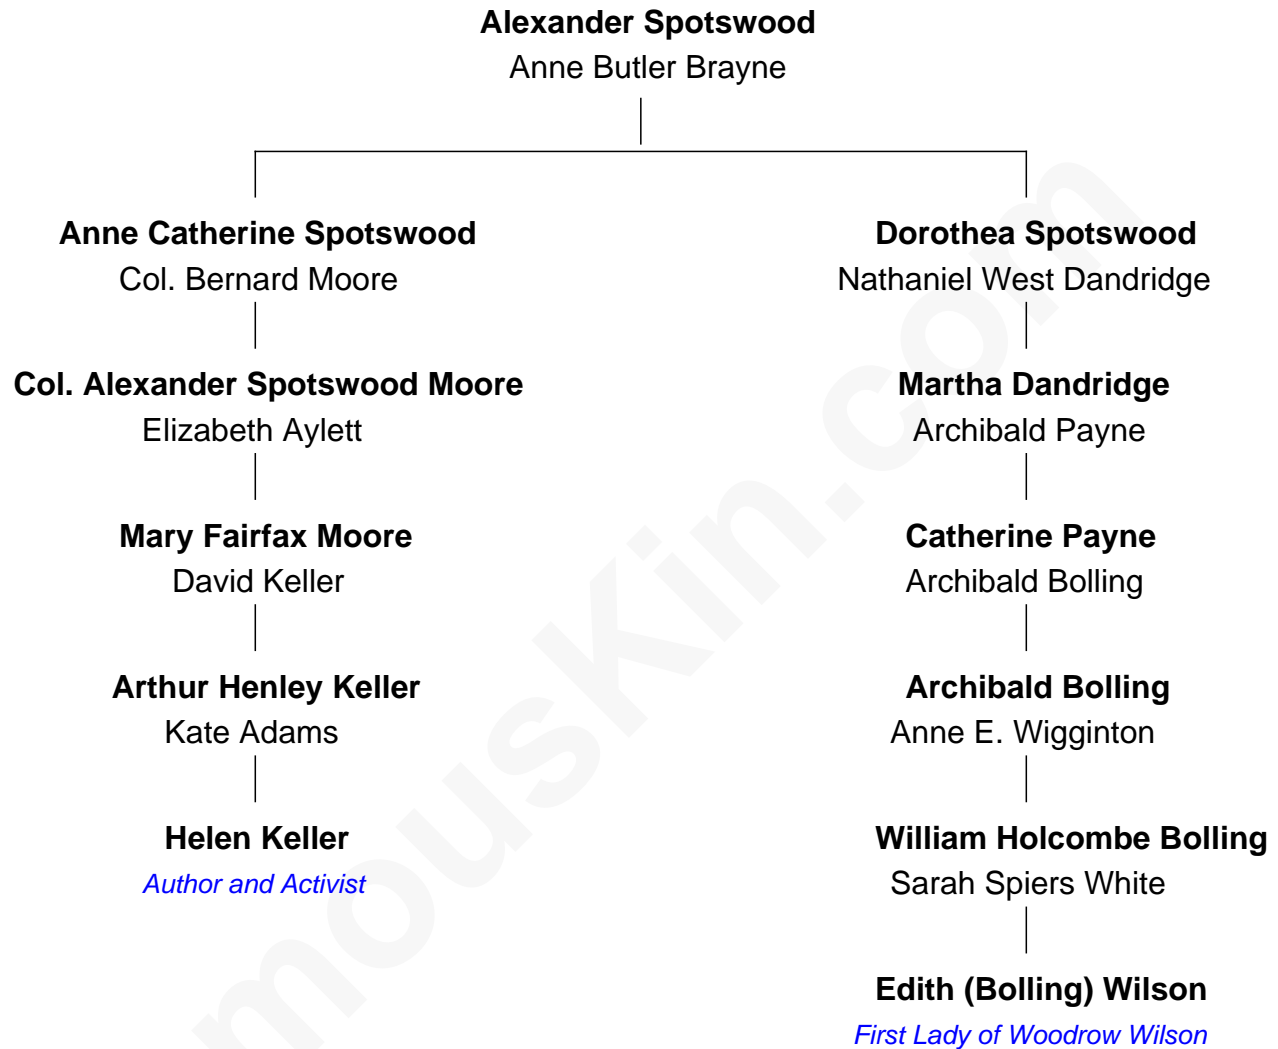 Alexander Spotswood
Anne Butler Brayne
Anne Catherine Spotswood
Col. Bernard Moore
Dorothea Spotswood
Nathaniel West Dandridge
Col. Alexander Spotswood Moore
Elizabeth Aylett
Martha Dandridge
Archibald Payne
Mary Fairfax Moore
David Keller
Catherine Payne
Archibald Bolling
Arthur Henley Keller
Kate Adams
Archibald Bolling
Anne E. Wigginton
Helen Keller
Author and Activist
William Holcombe Bolling
Sarah Spiers White
Edith (Bolling) Wilson
First Lady of Woodrow Wilson
mousKin.com